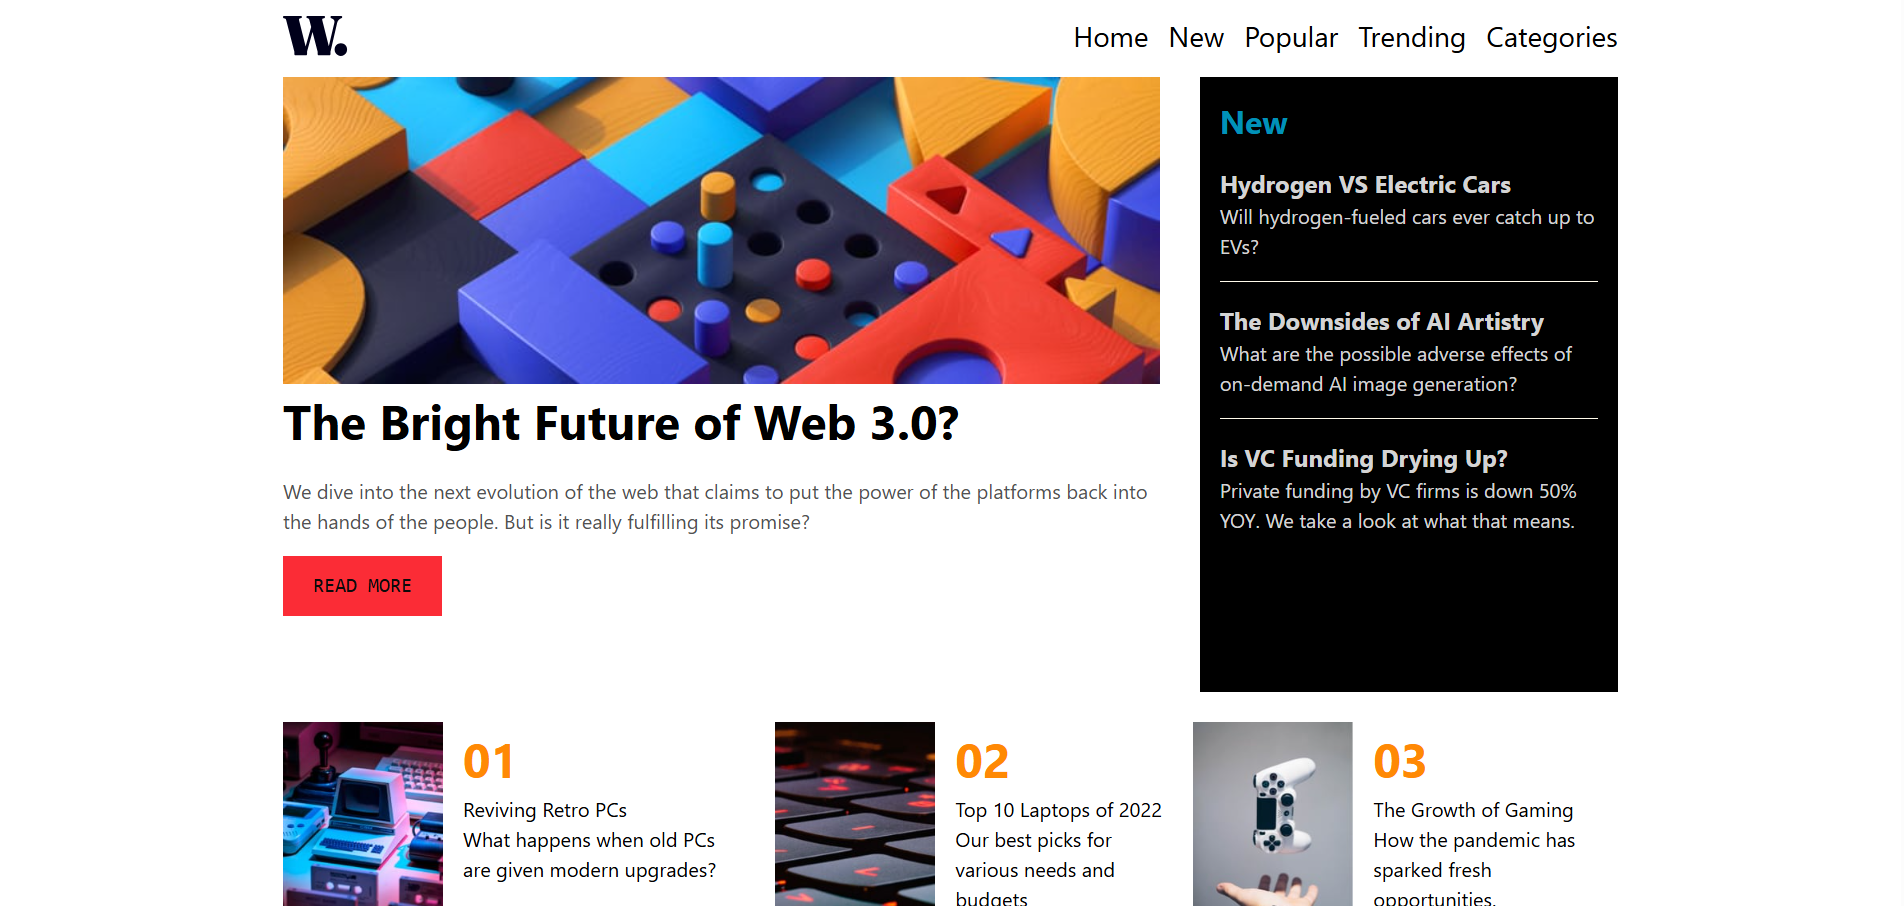 W.
Home New Popular Trending Categories
The Bright Future of Web 3.0?
We dive into the next evolution of the web that claims to put the power of the platforms back into
the hands of the people. But is it really fulfilling its promise?
READ MORE
New
Hydrogen VS Electric Cars
Will hydrogen-fueled cars ever catch up to
EVs?
The Downsides of AI Artistry
What are the possible adverse effects of
on-demand AI image generation?
Is VC Funding Drying Up?
Private funding by VC firms is down 50%
YOY. We take a look at what that means.
01
Reviving Retro PCs
What happens when old PCs
are given modern upgrades?
02
Top 10 Laptops of 2022
Our best picks for
various needs and
budgets
03
The Growth of Gaming
How the pandemic has
sparked fresh
opportunities.